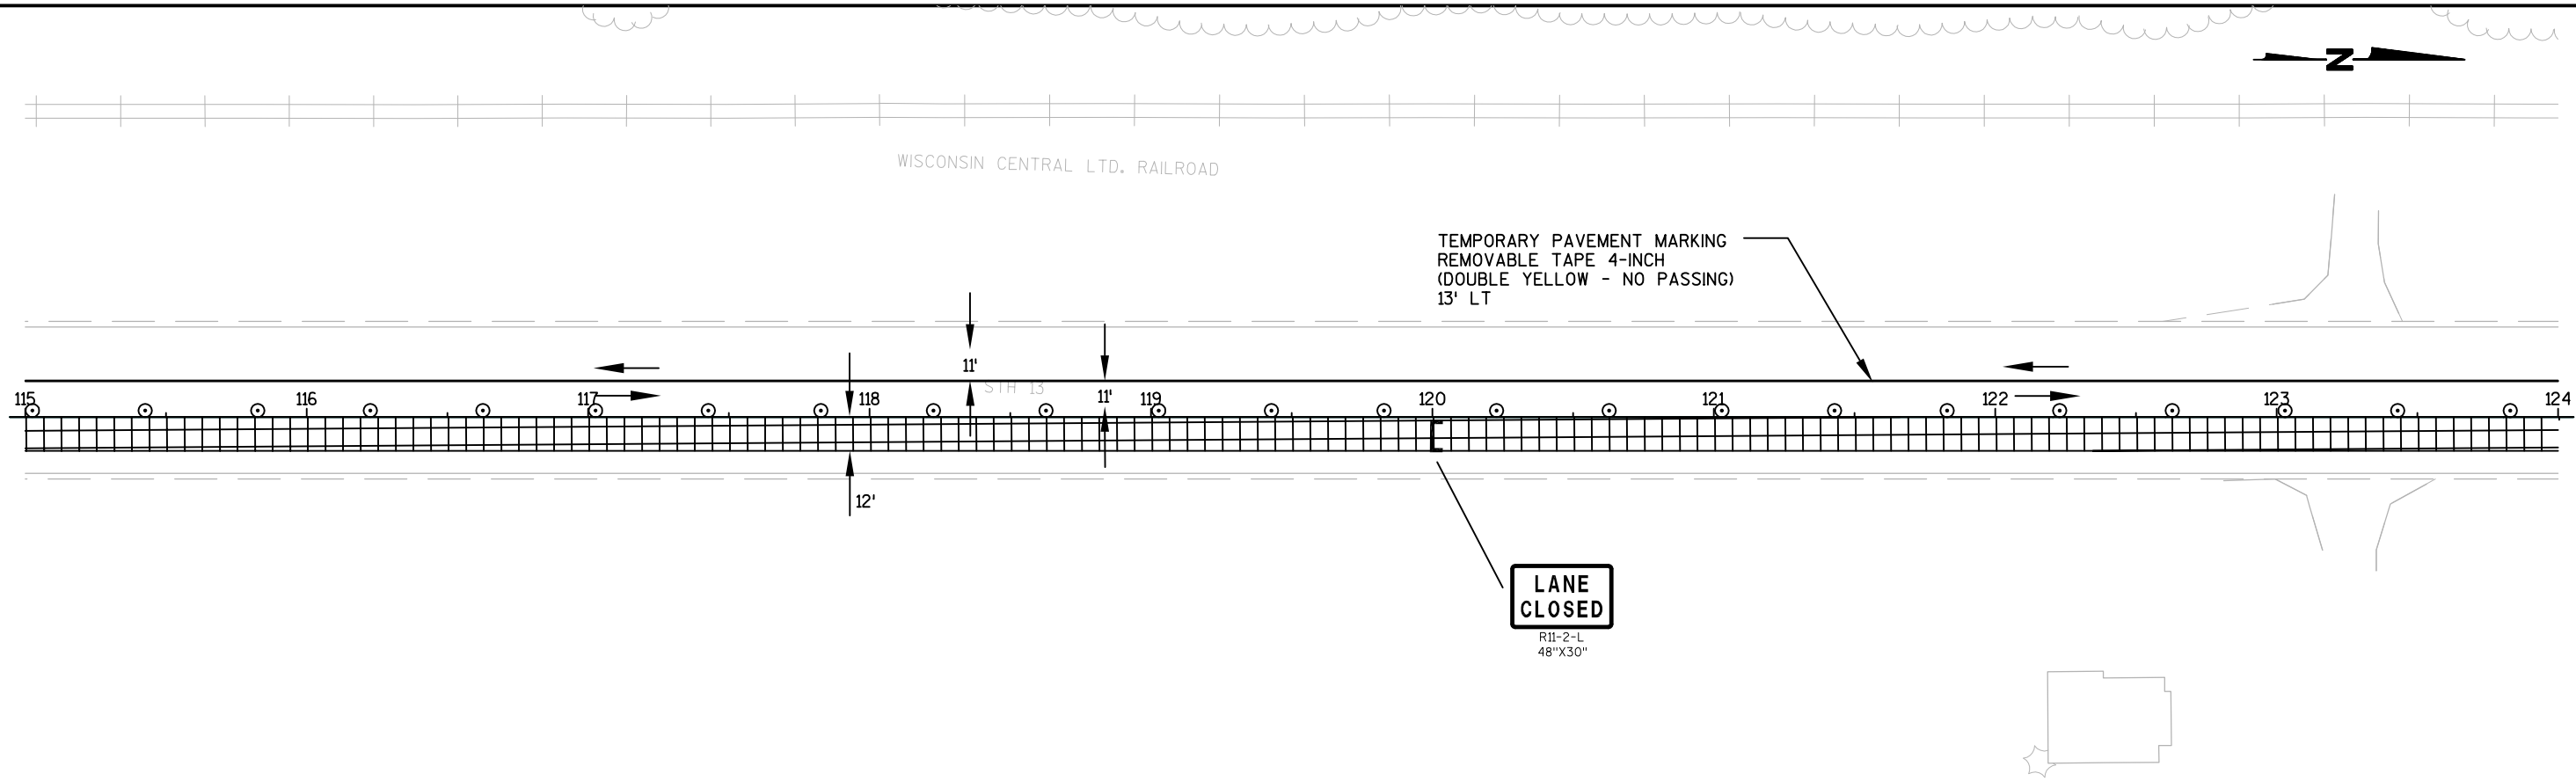 N
WISCONSIN CENTRAL LTD. RAILROAD
TEMPORARY PAVEMENT MARKING
REMOVABLE TAPE 4-INCH
(DOUBLE YELLOW - NO PASSING)
13' LT
11'
STH 13
11'
115 116 117 118 119 120 121 122 123 124
12'
LANE
CLOSED
R11-2-L
48"X30"